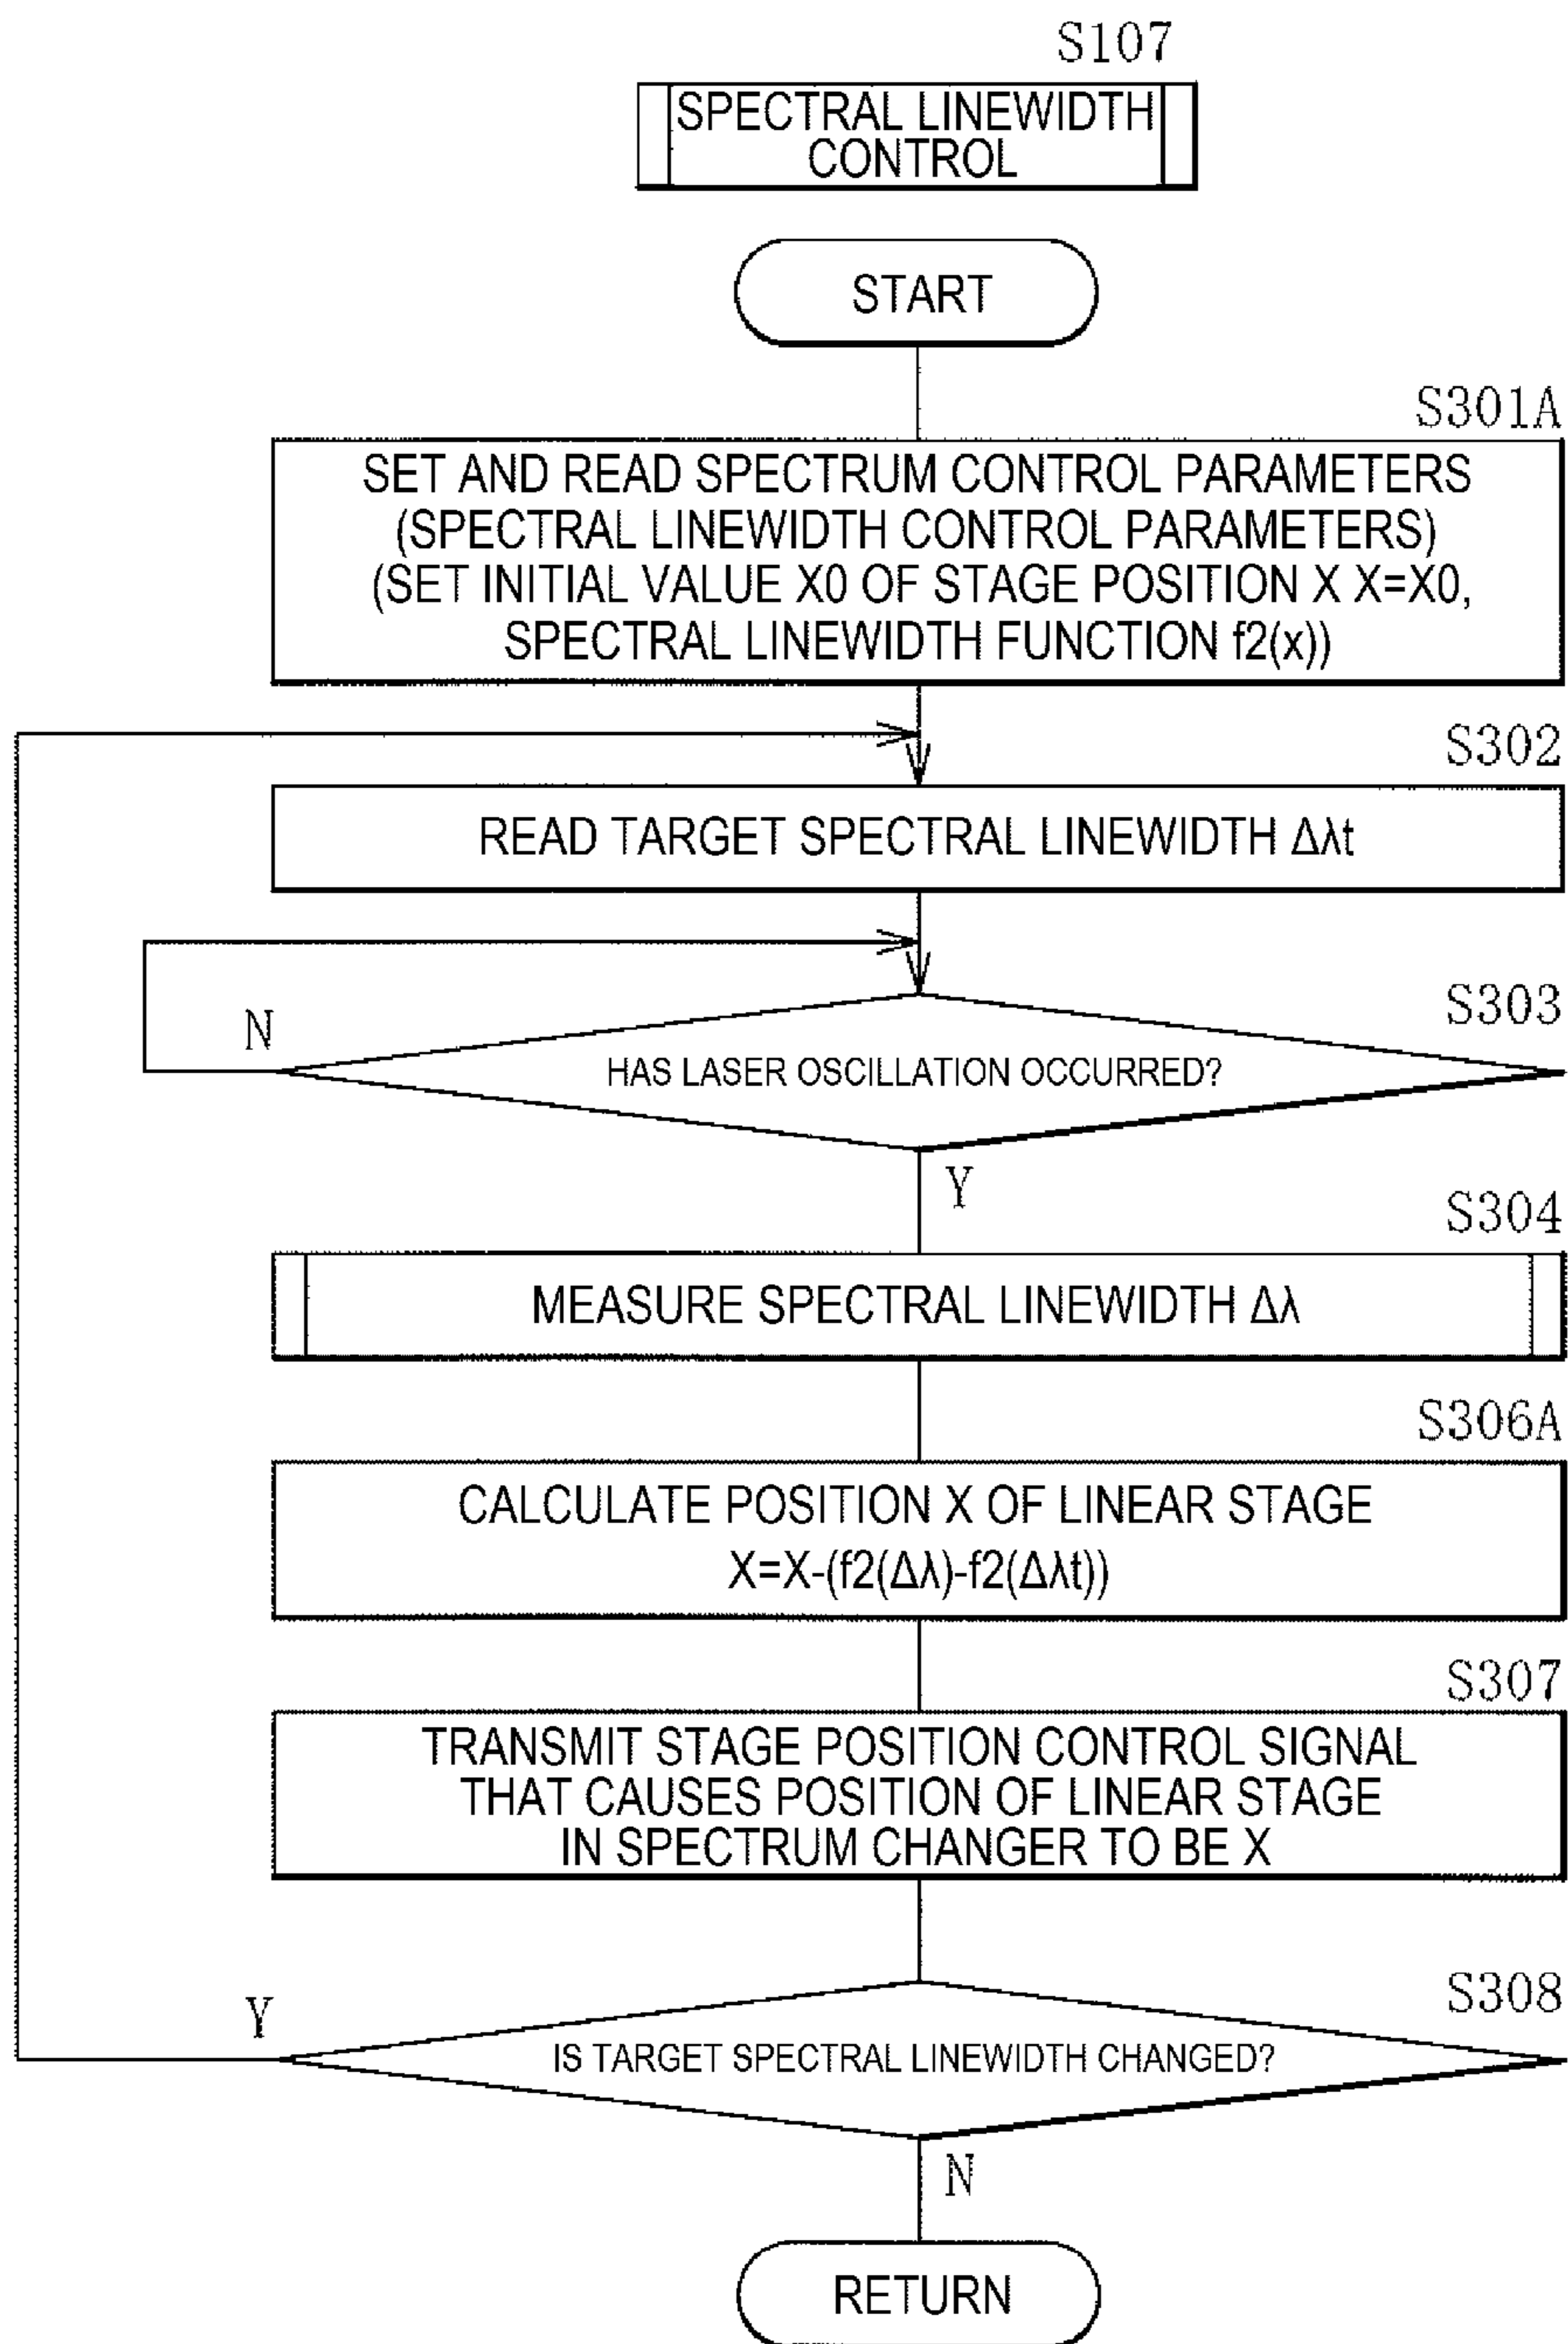 S107
SPECTRAL LINEWIDTH
CONTROL
START
S301A
SET AND READ SPECTRUM CONTROL PARAMETERS
(SPECTRAL LINEWIDTH CONTROL PARAMETERS)
(SET INITIAL VALUE X0 OF STAGE POSITION X X=X0,
SPECTRAL LINEWIDTH FUNCTION f2(x))
S302
READ TARGET SPECTRAL LINEWIDTH Δλt
S303
N
HAS LASER OSCILLATION OCCURRED?
Y
S304
MEASURE SPECTRAL LINEWIDTH Δλ
S306A
CALCULATE POSITION X OF LINEAR STAGE
X=X-(f2(Δλ)-f2(Δλt))
S307
TRANSMIT STAGE POSITION CONTROL SIGNAL
THAT CAUSES POSITION OF LINEAR STAGE
IN SPECTRUM CHANGER TO BE X
S308
Y
IS TARGET SPECTRAL LINEWIDTH CHANGED?
N
RETURN